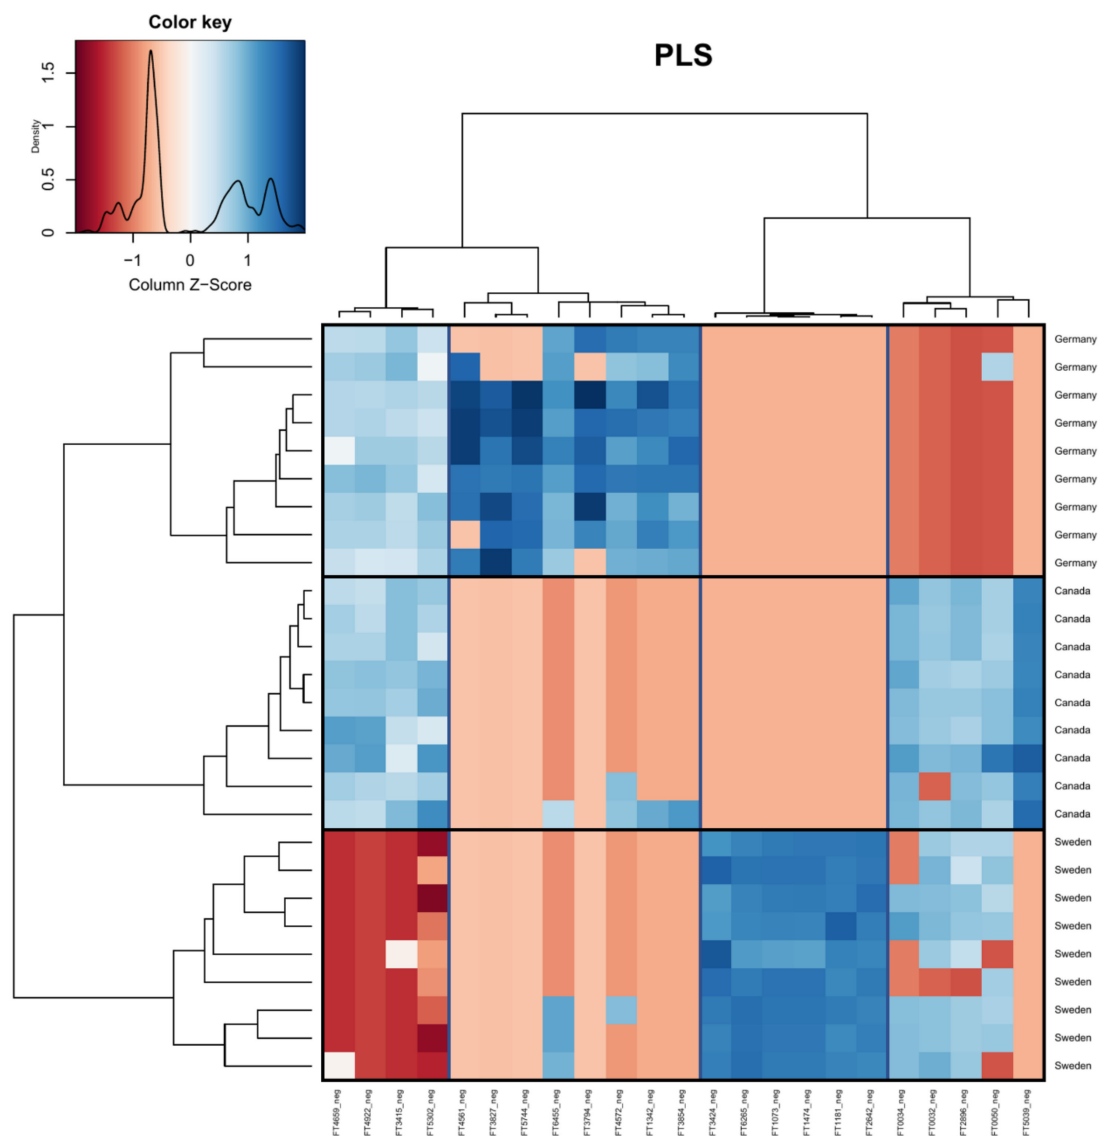 Color key
PLS
Density
0 0.5 1 1.5
−1 0 1
Column Z−Score
Germany
Germany
Germany
Germany
Germany
Germany
Germany
Germany
Germany
Canada
Canada
Canada
Canada
Canada
Canada
Canada
Canada
Canada
Sweden
Sweden
Sweden
Sweden
Sweden
Sweden
Sweden
Sweden
Sweden
FT4659_neg
FT4922_neg
FT3415_neg
FT5302_neg
FT4561_neg
FT3827_neg
FT5744_neg
FT6455_neg
FT3794_neg
FT4572_neg
FT1342_neg
FT3854_neg
FT3424_neg
FT6265_neg
FT1073_neg
FT1474_neg
FT1181_neg
FT2642_neg
FT0034_neg
FT0032_neg
FT2896_neg
FT0050_neg
FT5039_neg